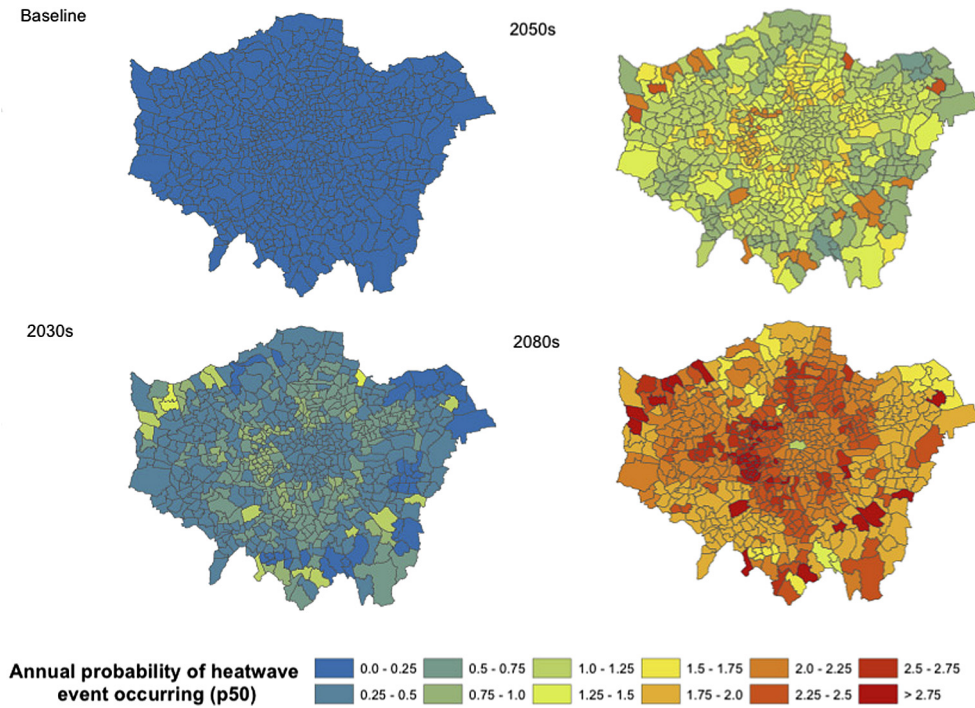 Baseline
2050s
2030s
2080s
Annual probability of heatwave
event occurring (p50)
0.0 - 0.25
0.5 - 0.75
1.0 - 1.25
1.5 - 1.75
2.0 - 2.25
2.5 - 2.75
0.25 - 0.5
0.75 - 1.0
1.25 - 1.5
1.75 - 2.0
2.25 - 2.5
> 2.75